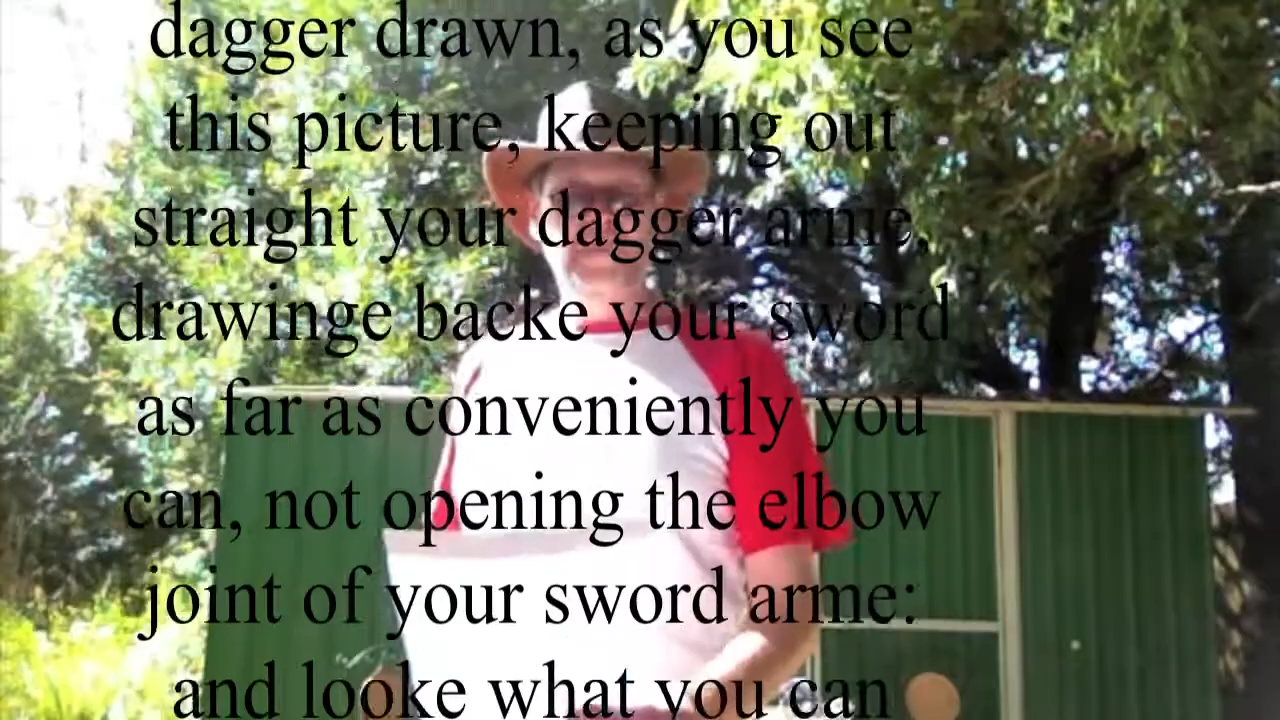 dagger drawn, as you see
this picture, keeping out
straight your dagger arme,
drawinge backe your sword
as far as conveniently you
can, not opening the elbow
joint of your sword arme:
and looke what you can